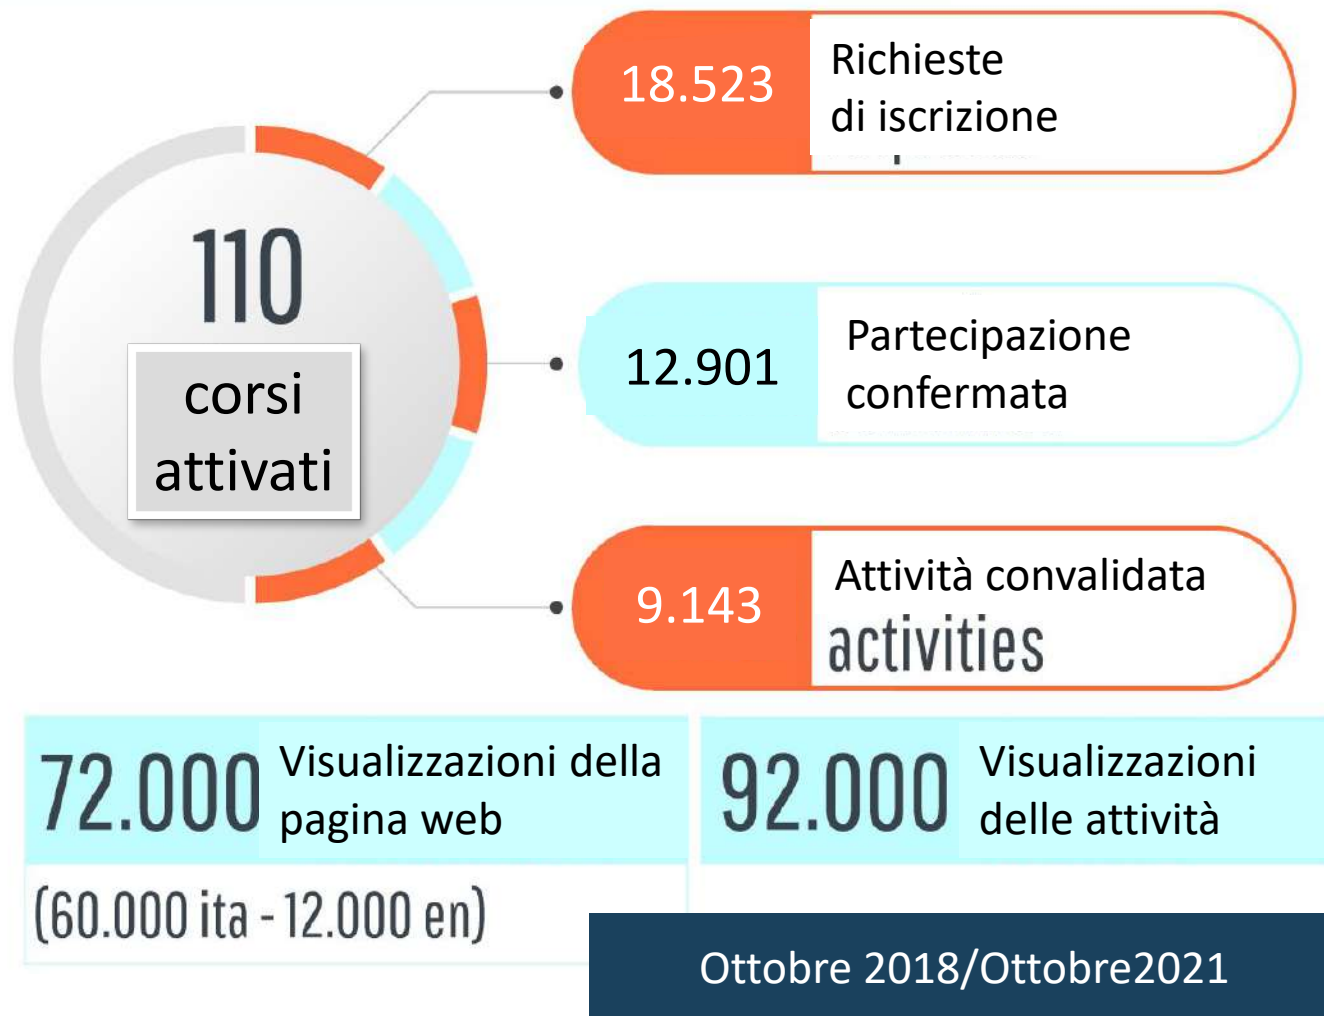 18.523
Richieste
di iscrizione
110
corsi
attivati
12.901
Partecipazione
confermata
9.143
Attività convalidata
activities
72.000
Visualizzazioni della
pagina web
(60.000 ita - 12.000 en)
92.000
Visualizzazioni
delle attività
Ottobre 2018/Ottobre2021